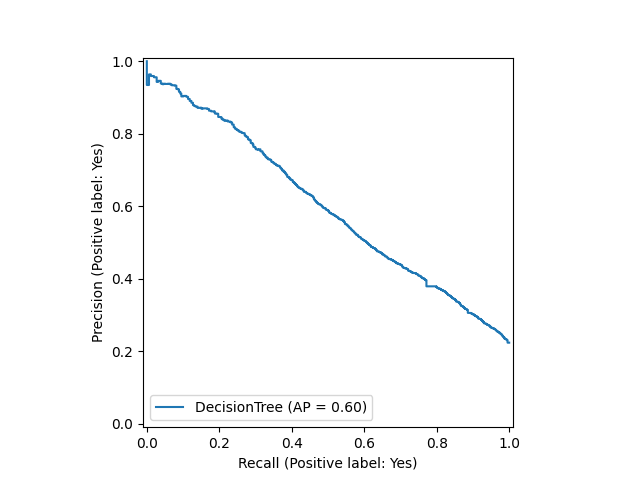 1.0
0.8
0.6
0.4
0.2
0.0
Precision (Positive label: Yes)
DecisionTree (AP = 0.60)
0.0 0.2 0.4 0.6 0.8 1.0
Recall (Positive label: Yes)